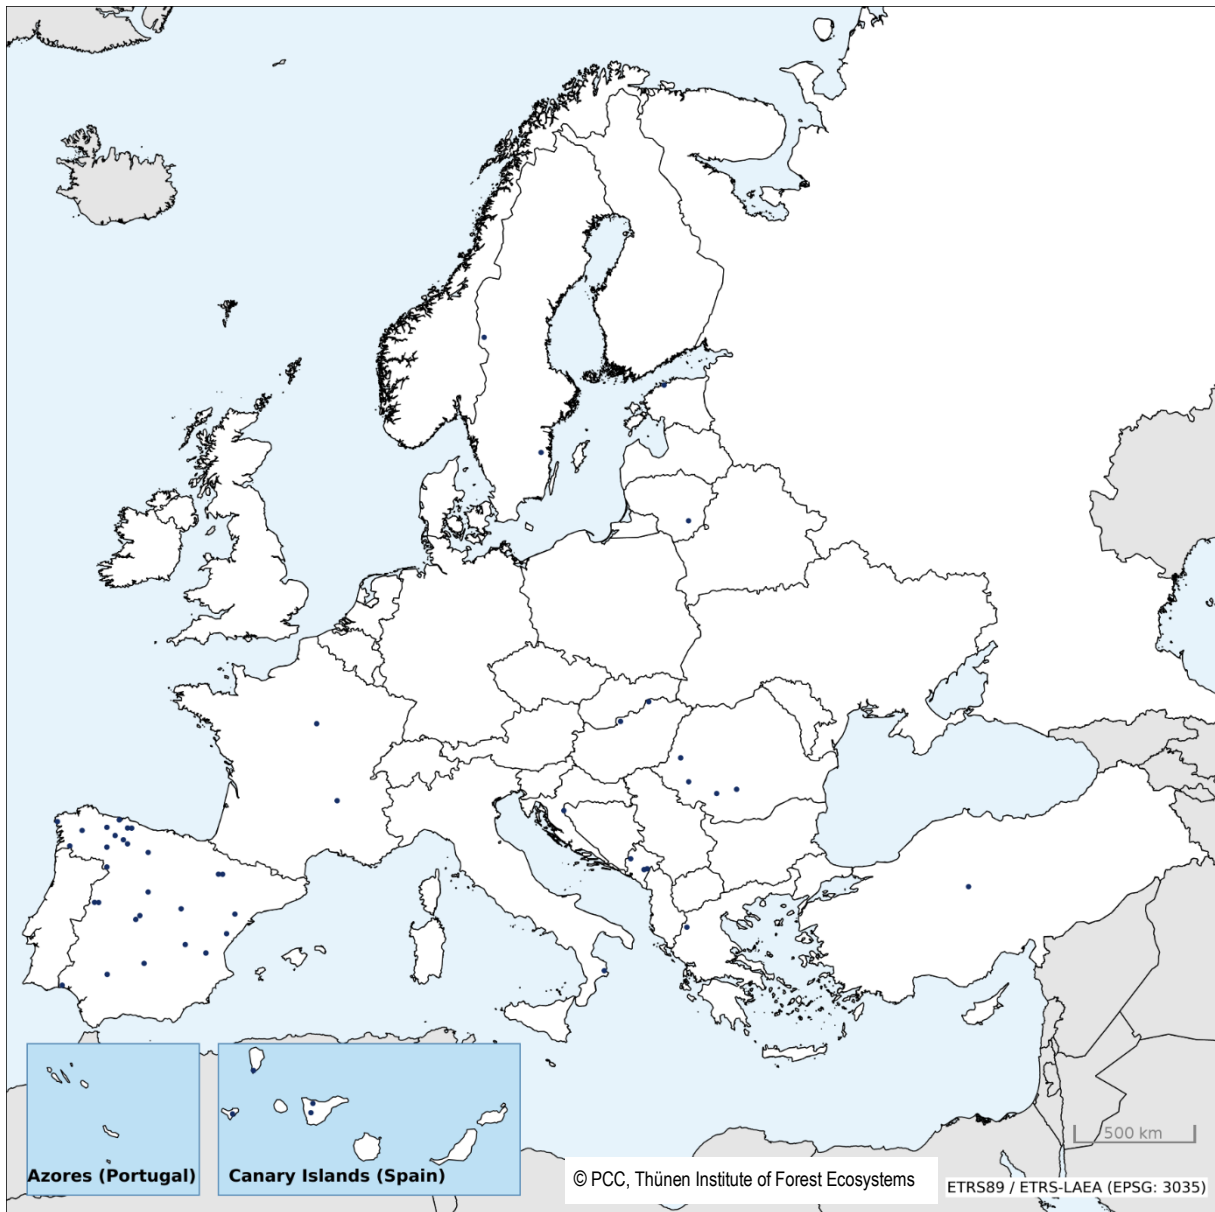 500 km
Azores (Portugal)
Canary Islands (Spain)
© PCC, Thünen Institute of Forest Ecosystems
ETRS89 / ETRS-LAEA (EPSG: 3035)